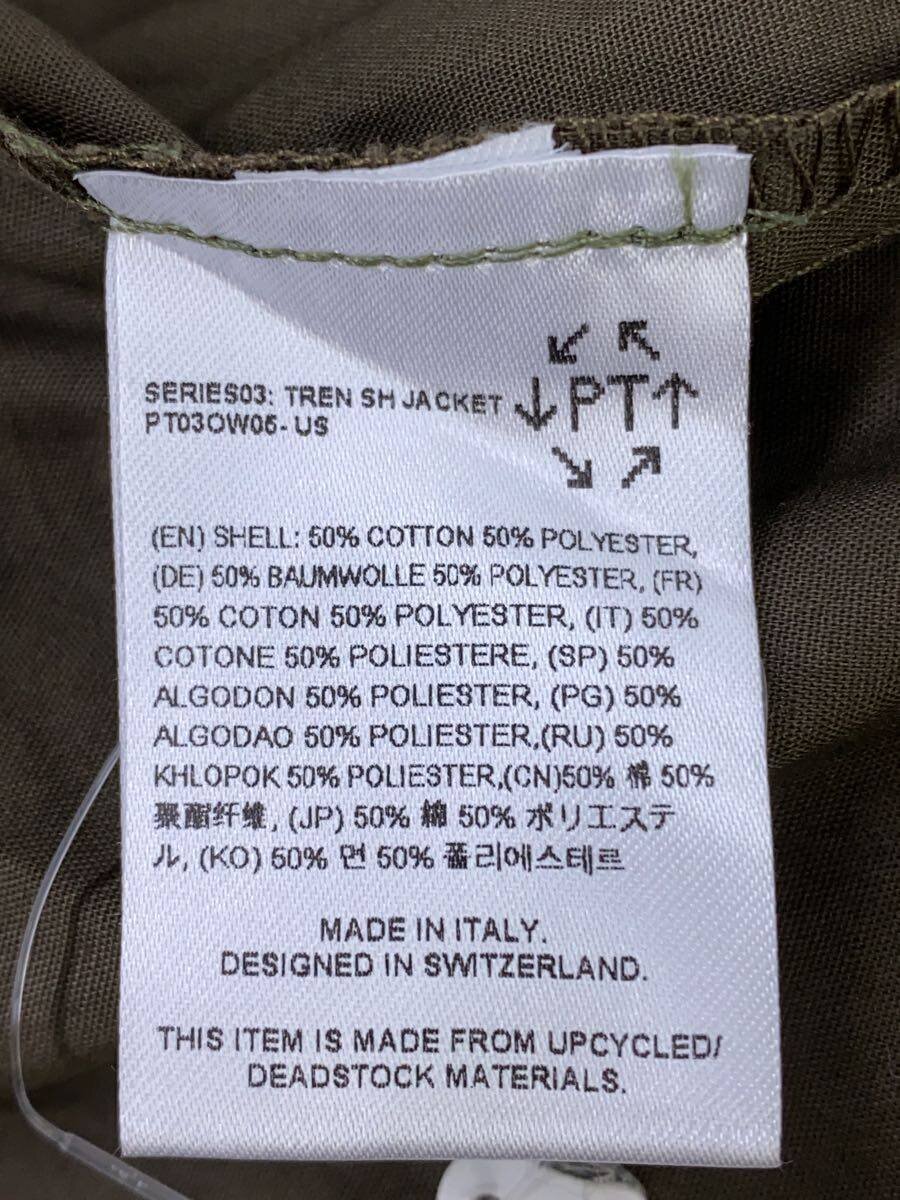 SERIES03: TREN SH JACKET
PT03OW05-US
↓PT↑
(EN) SHELL: 50% COTTON 50% POLYESTER,
(DE) 50% BAUMWOLLE 50% POLYESTER, (FR)
50% COTON 50% POLYESTER, (IT) 50%
COTONE 50% POLIESTERE, (SP) 50%
ALGODON 50% POLIESTER, (PG) 50%
ALGODAO 50% POLIESTER,(RU) 50%
KHLOPOK 50% POLIESTER,(CN)50% 棉 50%
聚酯纤维, (JP) 50% 綿 50% ポリエステ
ル, (KO) 50% 면 50% 폴리에스테르
MADE IN ITALY.
DESIGNED IN SWITZERLAND.
THIS ITEM IS MADE FROM UPCYCLED/
DEADSTOCK MATERIALS.